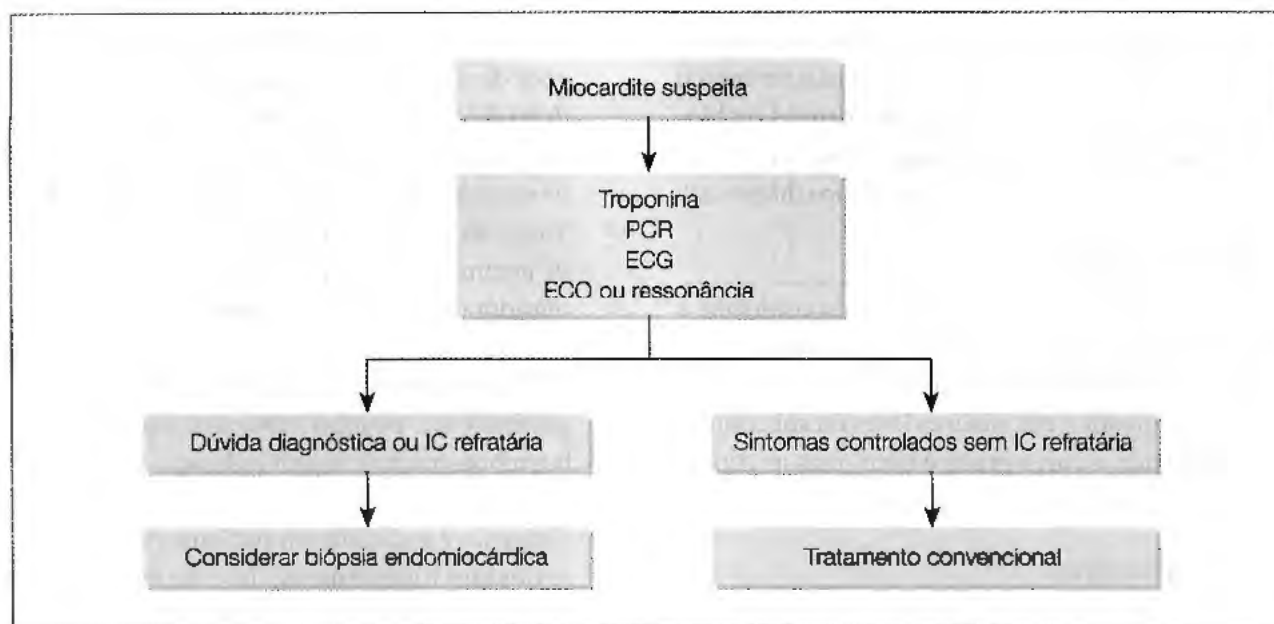 Miocardite suspeita
Troponina
PCR
ECG
ECO ou ressonância
Dúvida diagnóstica ou IC refratária
Sintomas controlados sem IC refratária
Considerar biópsia endomiocárdica
Tratamento convencional